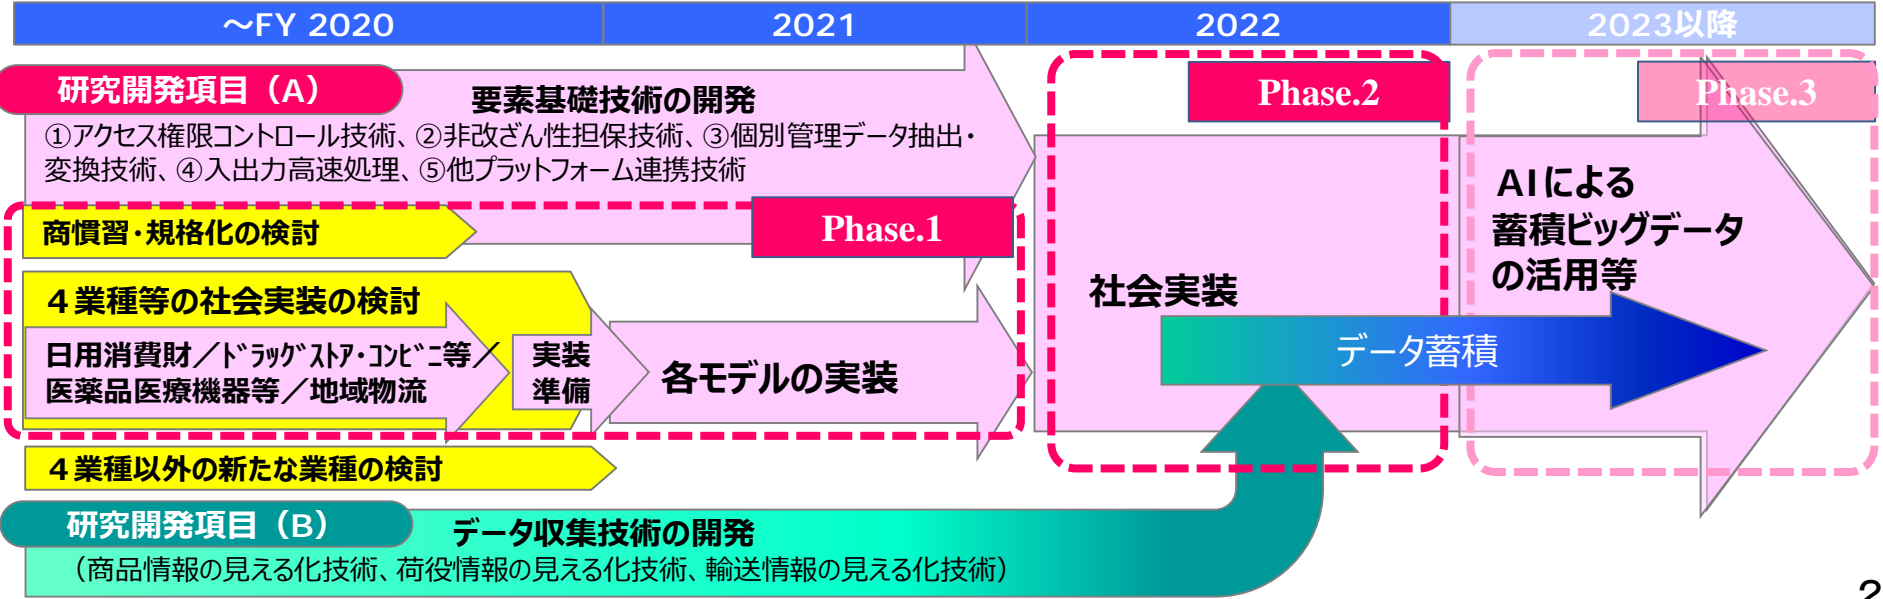 ～FY 2020
2021
2022
2023以降
研究開発項目（A）
要素基礎技術の開発
①アクセス権限コントロール技術、②非改ざん性担保技術、③個別管理データ抽出・
変換技術、④入出力高速処理、⑤他プラットフォーム連携技術
Phase.1
Phase.2
Phase.3
商慣習・規格化の検討
４業種等の社会実装の検討
日用消費財／ﾄﾞﾗｯｸﾞｽﾄｱ・ｺﾝﾋﾞﾆ等／
医薬品医療機器等／地域物流
実装
準備
各モデルの実装
社会実装
AIによる
蓄積ビッグデータ
の活用等
データ蓄積
４業種以外の新たな業種の検討
研究開発項目（B）
データ収集技術の開発
（商品情報の見える化技術、荷役情報の見える化技術、輸送情報の見える化技術）
2